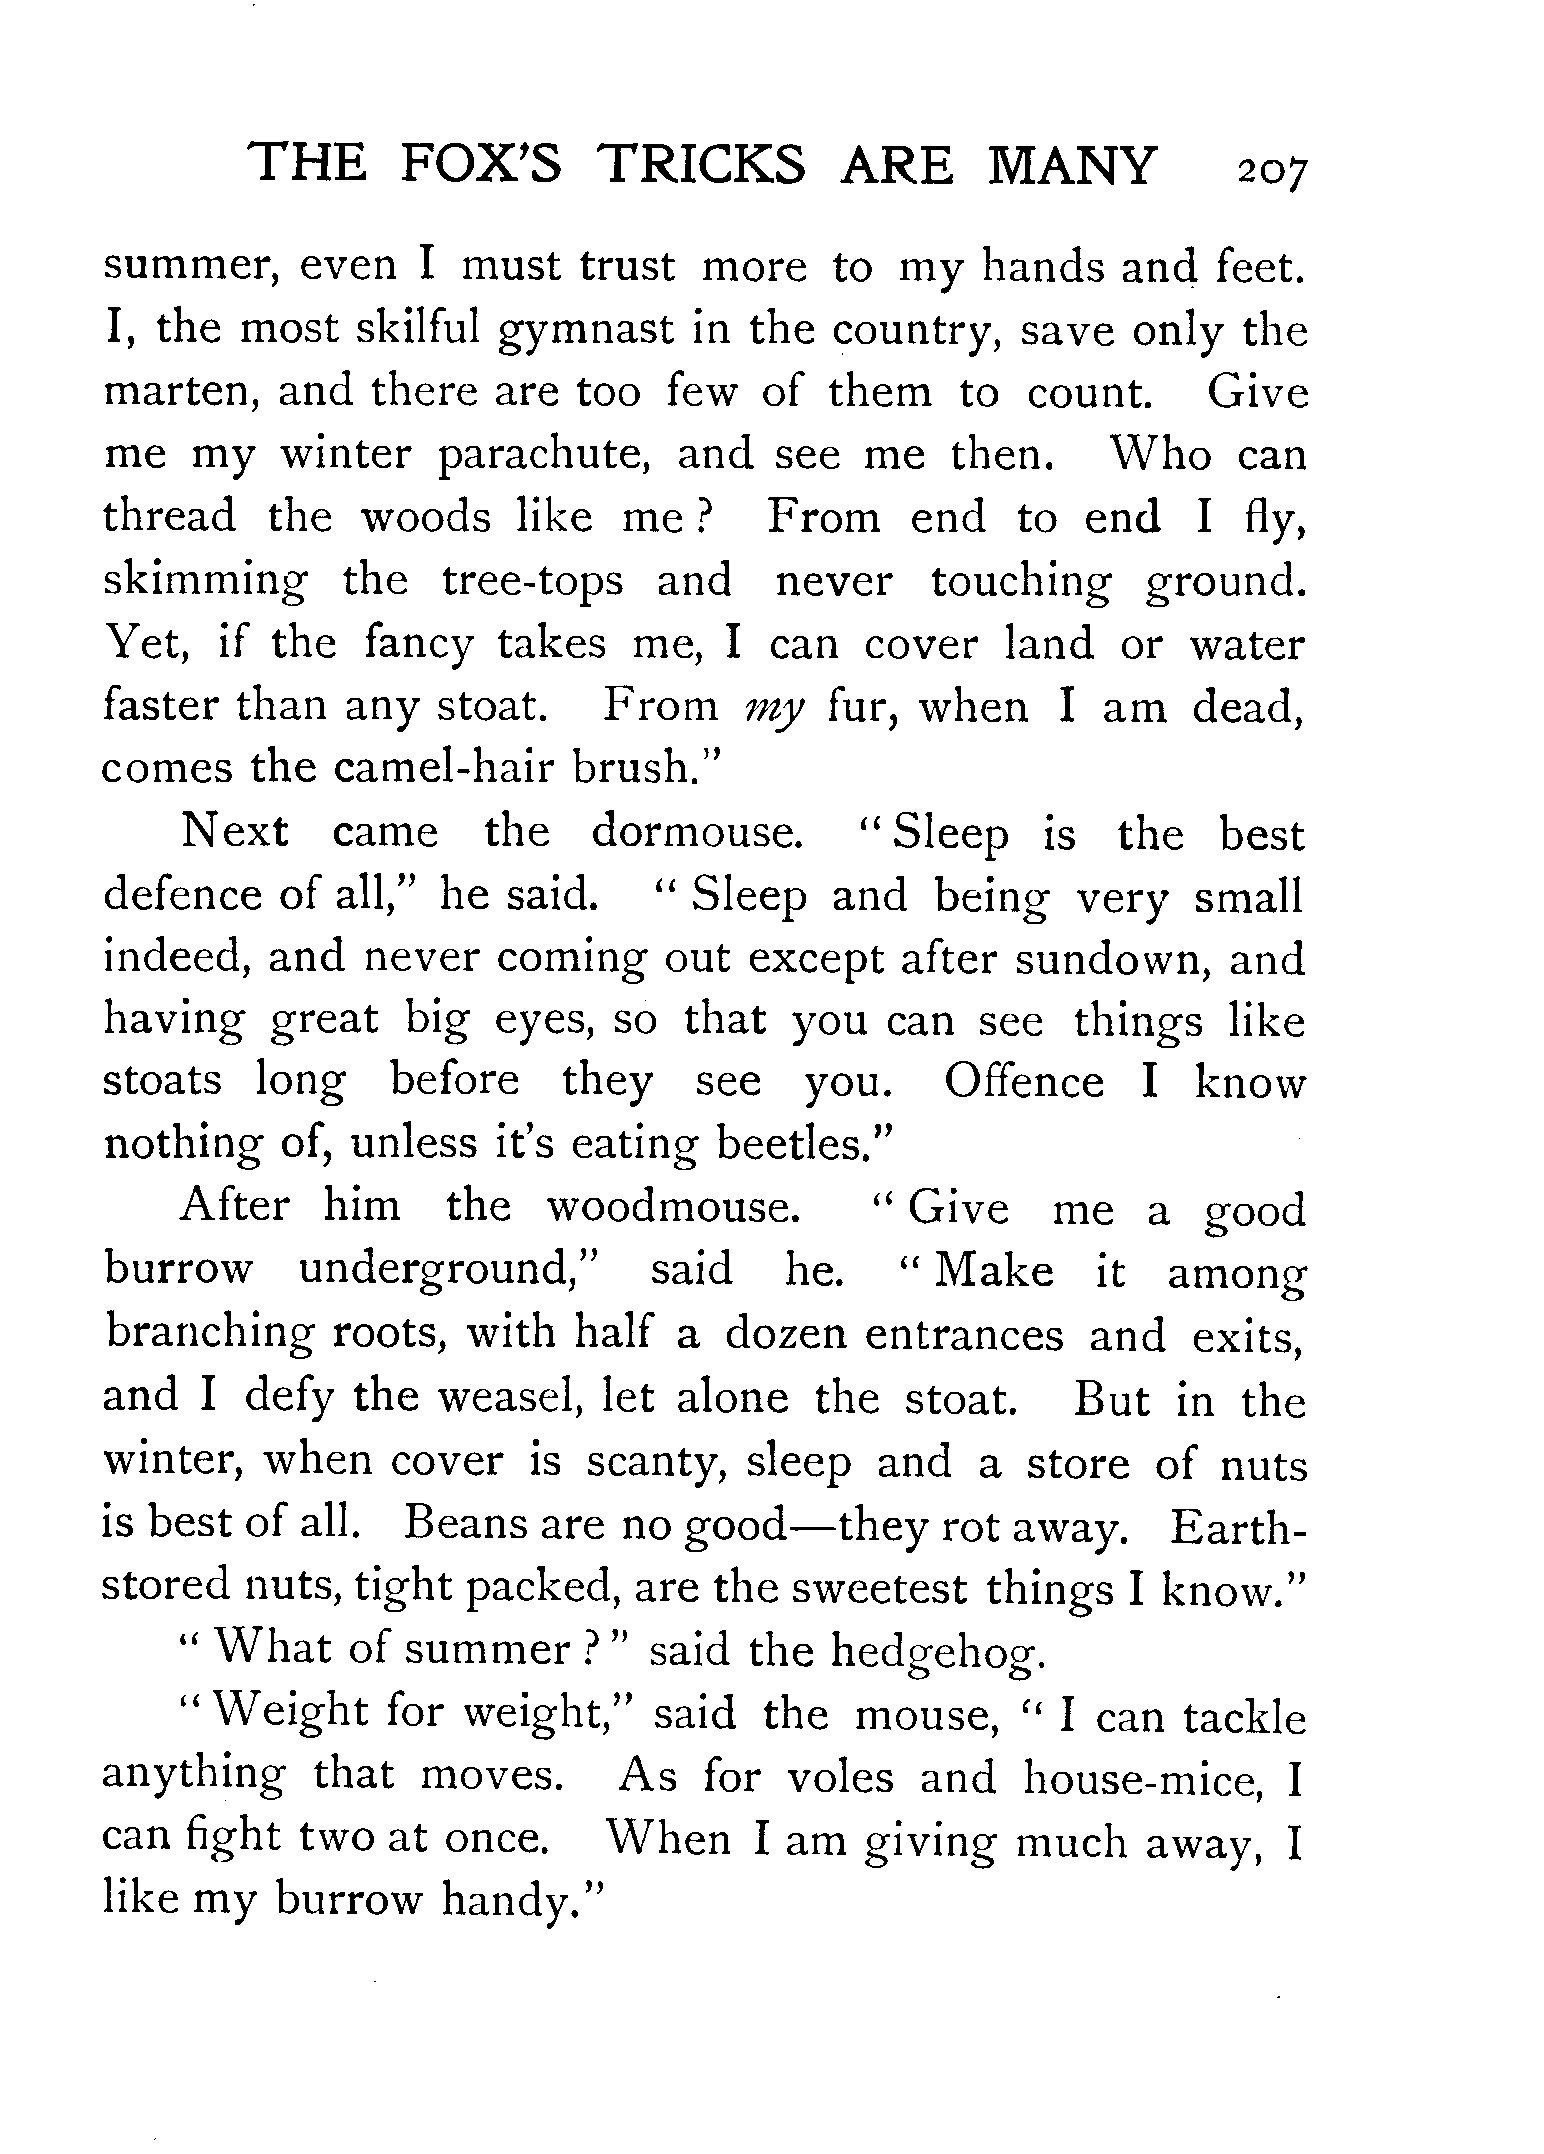 THE FOX'S TRICKS ARE MANY 207
summer, even I must trust more to my hands and feet.
I, the most skilful gymnast in the country, save only the
marten, and there are too few of them to count. Give
me my winter parachute, and see me then. Who can
thread the woods like me ? From end to end I fly,
skimming the tree-tops and never touching ground.
Yet, if the fancy takes me, I can cover land or water
faster than any stoat. From my fur, when I am dead,
comes the camel-hair brush."
Next came the dormouse. " Sleep is the best
defence of all," he said. " Sleep and being very small
indeed, and never coming out except after sundown, and
having great big eyes, so that you can see things like
stoats long before they see you. Offence I know
nothing of, unless it's eating beetles."
After him the woodmouse. " Give me a good
burrow underground," said he. " Make it among
branching roots, with half a dozen entrances and exits,
and I defy the weasel, let alone the stoat. But in the
winter, when cover is scanty, sleep and a store of nuts
is best of all. Beans are no good—they rot away. Earth-
stored nuts, tight packed, are the sweetest things I know."
" What of summer ? " said the hedgehog.
" Weight for weight," said the mouse, " I can tackle
anything that moves. As for voles and house-mice, I
can fight two at once. When I am giving much away, I
like my burrow handy."